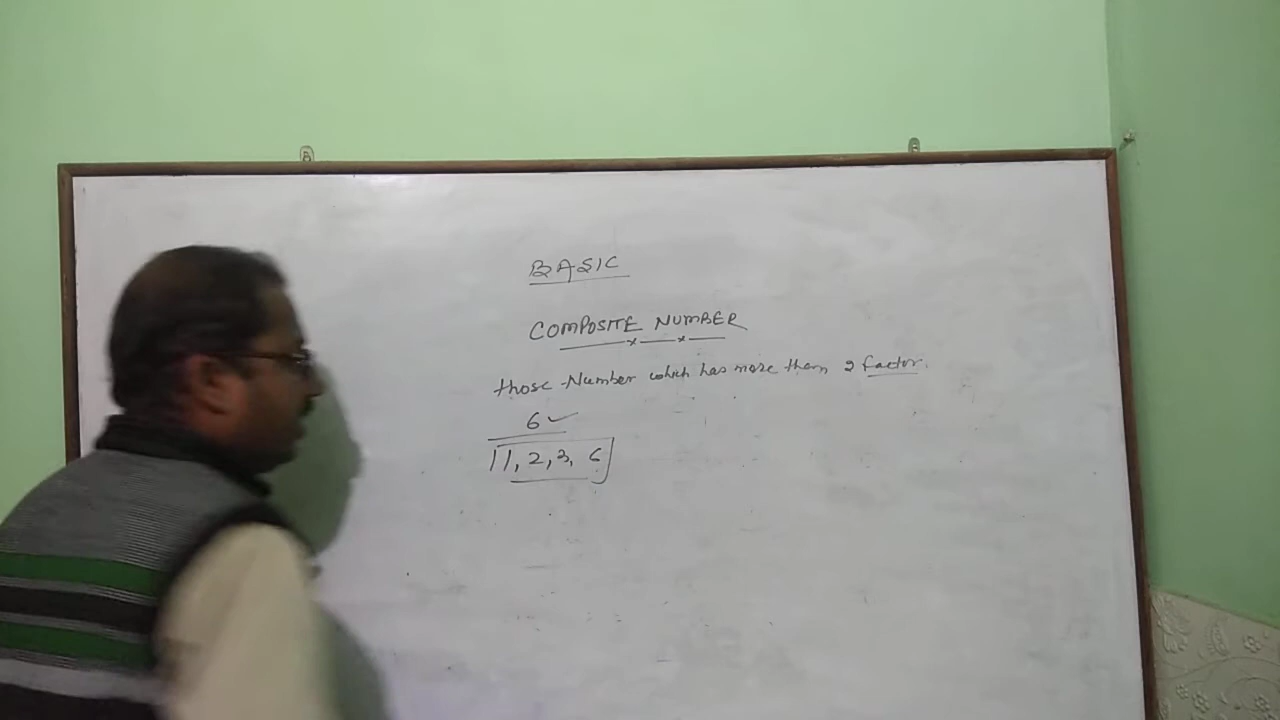 BASIC
COMPOSITE NUMBER
those Number which has more than 2 factor.
6 ✓
1, 2, 3, 6